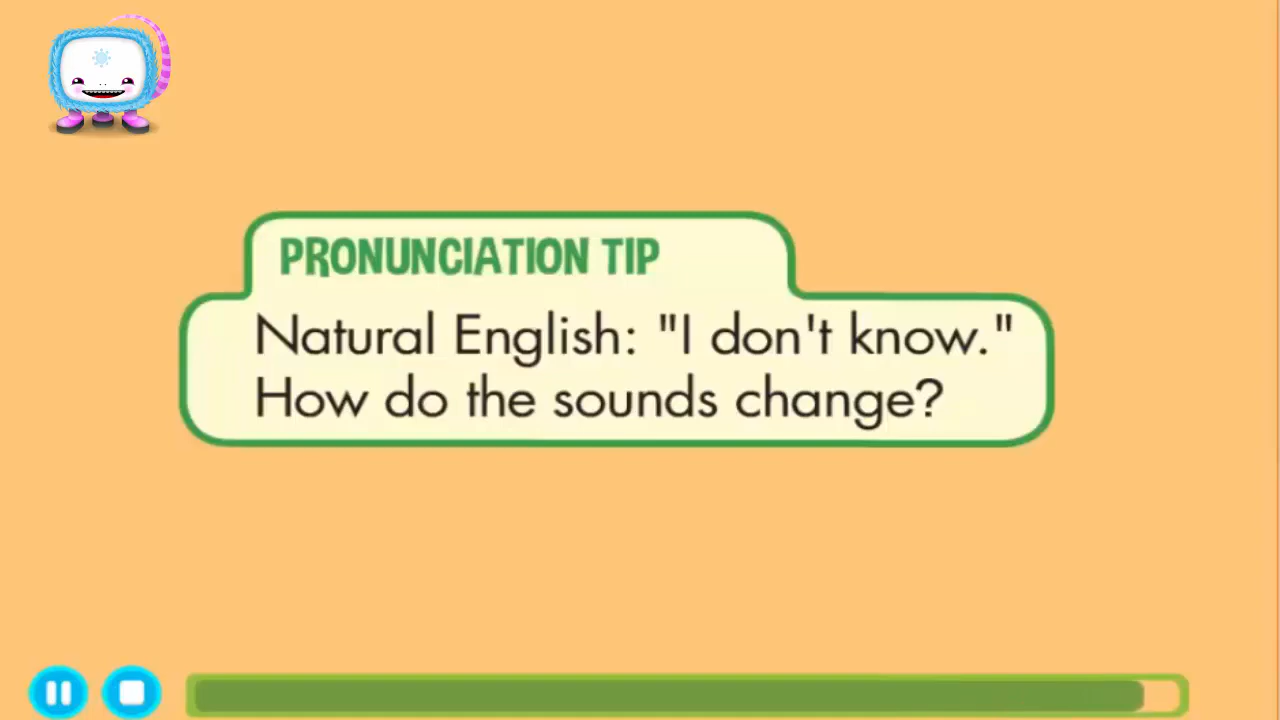 PRONUNCIATION TIP
Natural English: "I don't know."
How do the sounds change?